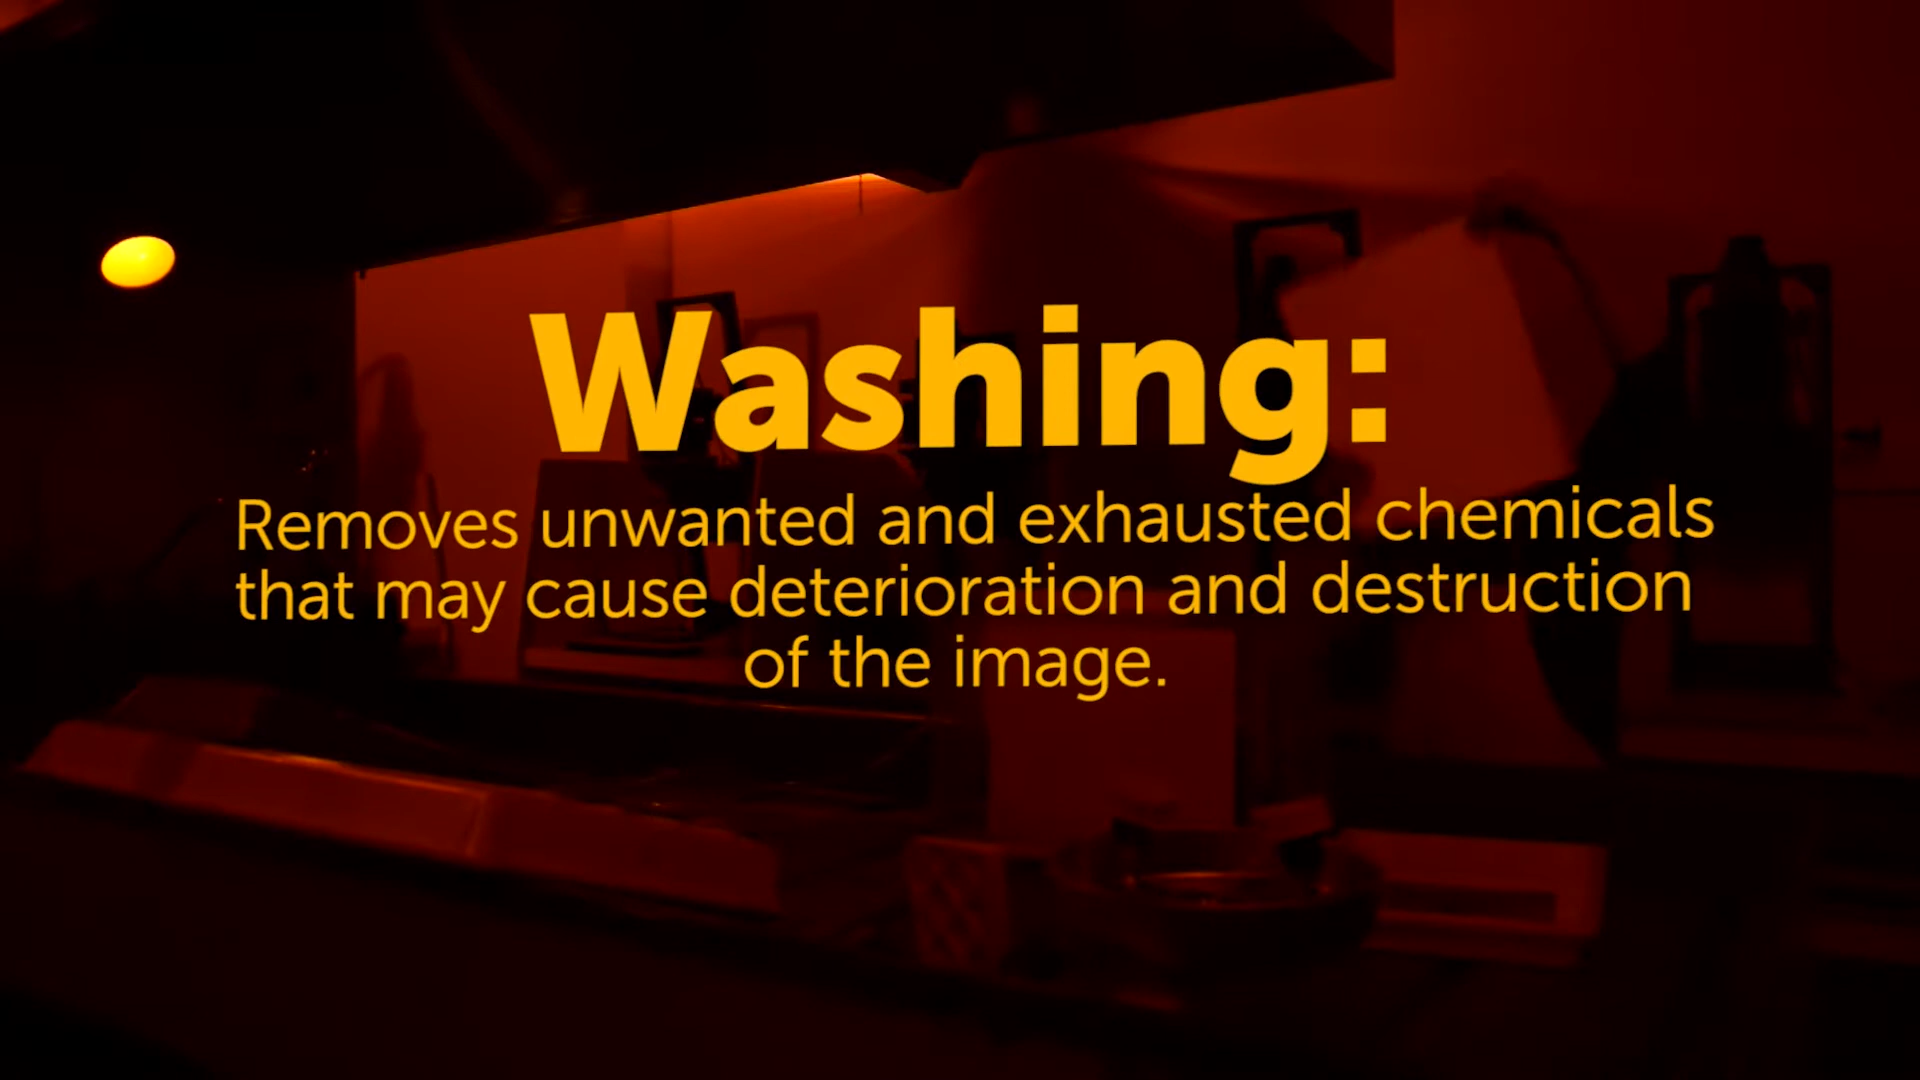 Washing:
Removes unwanted and exhausted chemicals
that may cause deterioration and destruction
of the image.